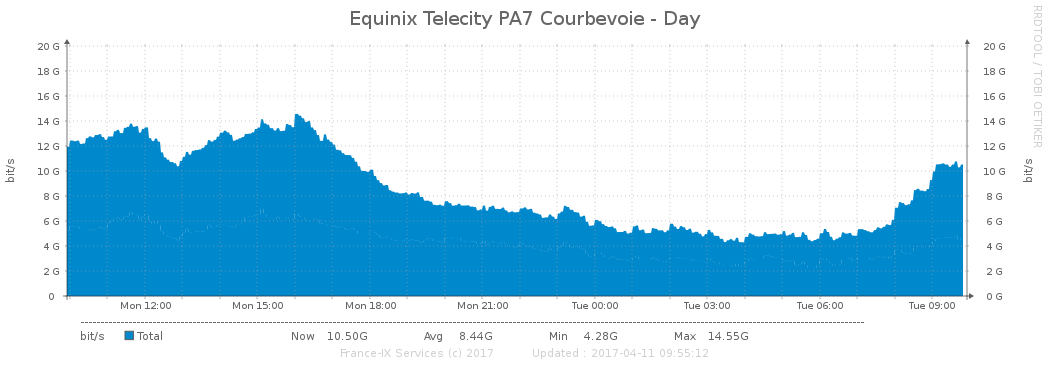 Equinix Telecity PA7 Courbevoie - Day
RRDTOOL / TOBI OETIKER
20 G 20 G
18 G 18 G
16 G 16 G
14 G 14 G
12 G 12 G
10 G 10 G
8 G 8 G
6 G 6 G
4 G 4 G
2 G 2 G
0 0 G
bit/s
bit/s
Mon 12:00 Mon 15:00 Mon 18:00 Mon 21:00 Tue 00:00 Tue 03:00 Tue 06:00 Tue 09:00
bit/s Total Now 10.50G Avg 8.44G Min 4.28G Max 14.55G
France-IX Services (c) 2017 Updated : 2017-04-11 09:55:12